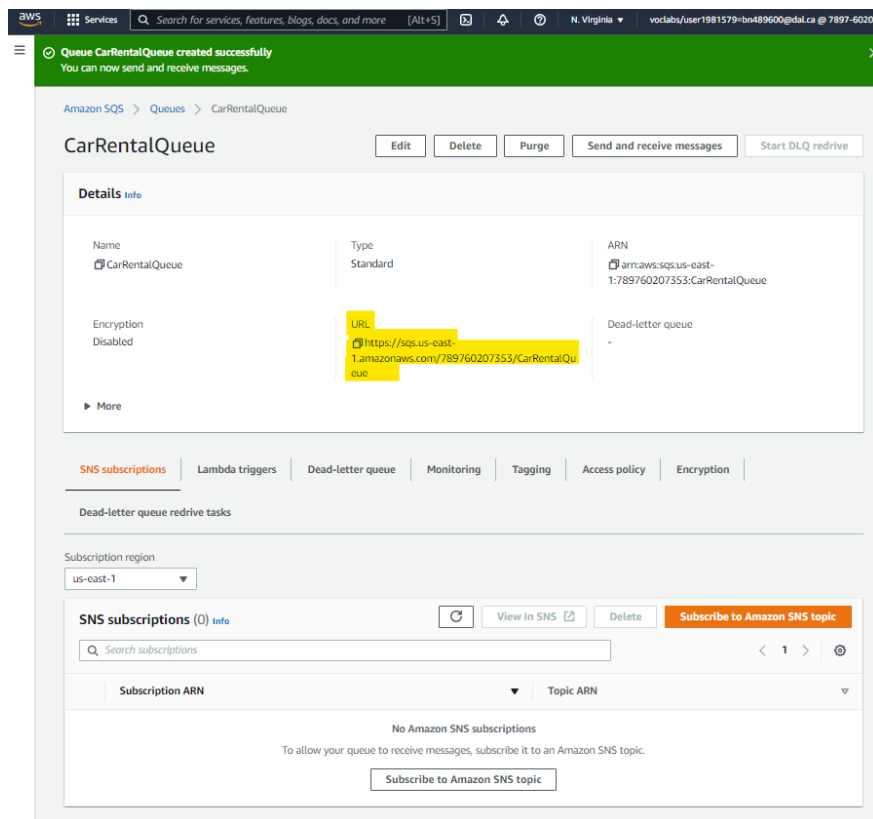 aws Services Search for services, features, blogs, docs, and more [Alt+S] N. Virginia ▼ voclabs/user1981579=bn489600@dal.ca @ 7897-6020
Queue CarRentalQueue created successfully
You can now send and receive messages.
Amazon SQS > Queues > CarRentalQueue
CarRentalQueue Edit Delete Purge Send and receive messages Start DLQ redrive
Details Info
Name Type ARN
CarRentalQueue Standard arn:aws:sqs:us-east-
1:789760207353:CarRentalQueue
Encryption URL Dead-letter queue
Disabled https://sqs.us-east- -
1.amazonaws.com/789760207353/CarRentalQu
eue
▶ More
SNS subscriptions Lambda triggers Dead-letter queue Monitoring Tagging Access policy Encryption
Dead-letter queue redrive tasks
Subscription region
us-east-1 ▼
SNS subscriptions (0) Info View in SNS Delete Subscribe to Amazon SNS topic
Search subscriptions < 1 >
Subscription ARN ▼ Topic ARN ▽
No Amazon SNS subscriptions
To allow your queue to receive messages, subscribe it to an Amazon SNS topic.
Subscribe to Amazon SNS topic